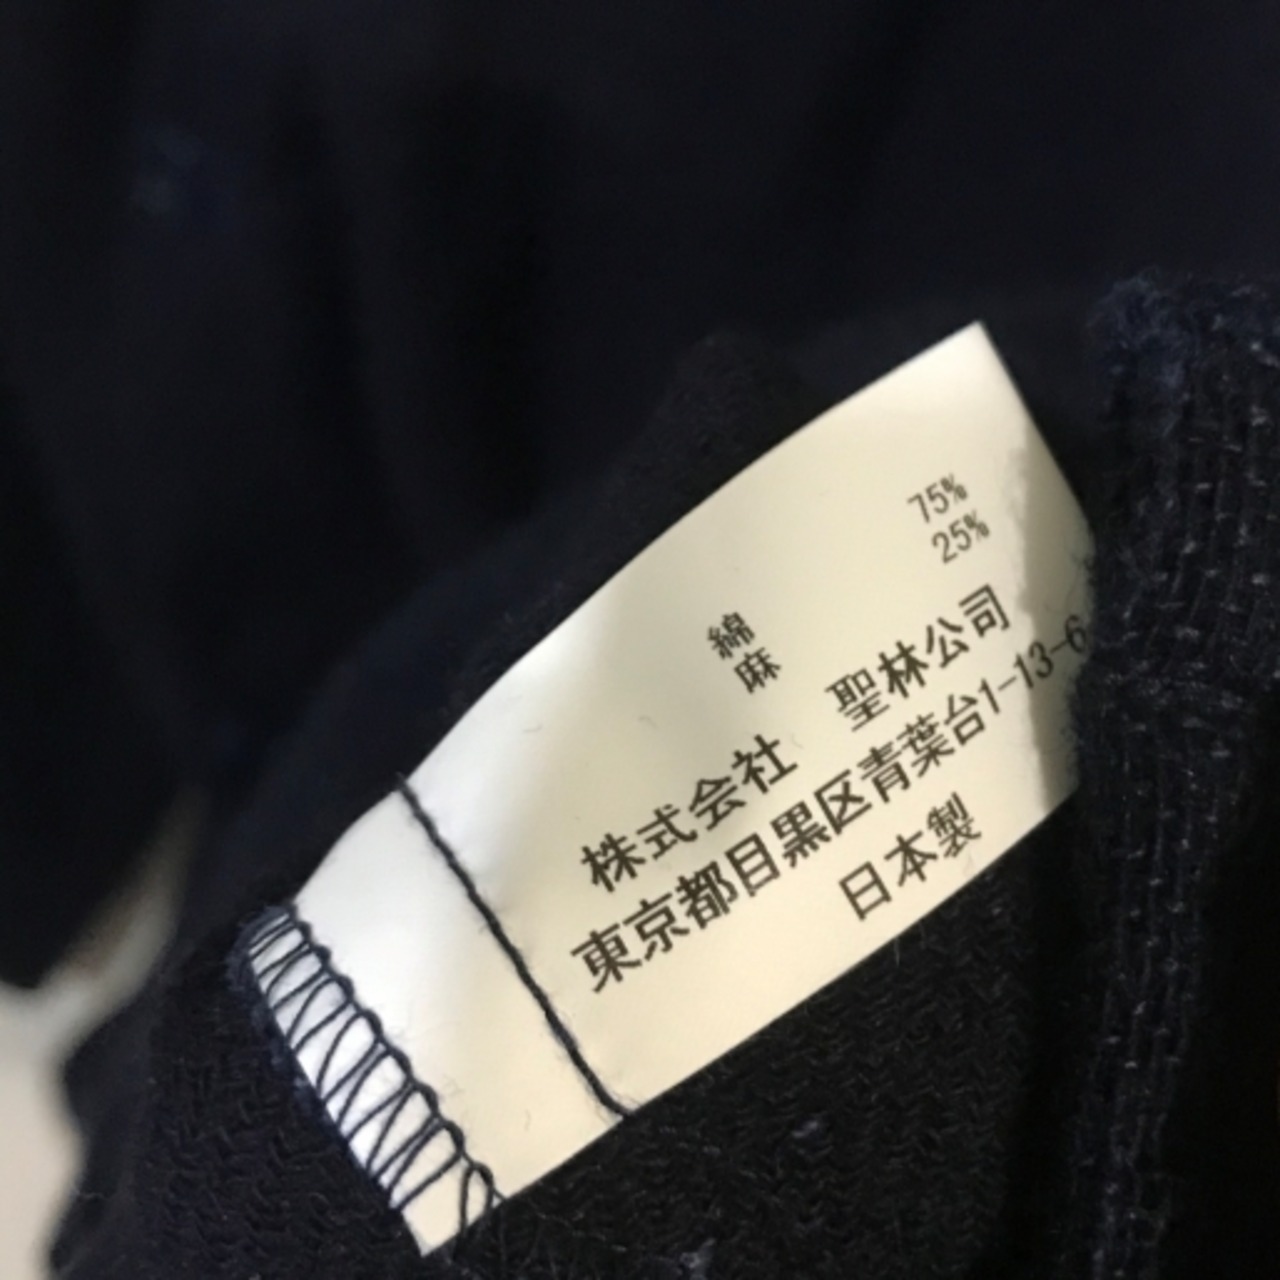 綿 75%
麻 25%
株式会社 聖林公司
東京都目黒区青葉台1-13-6
日本製